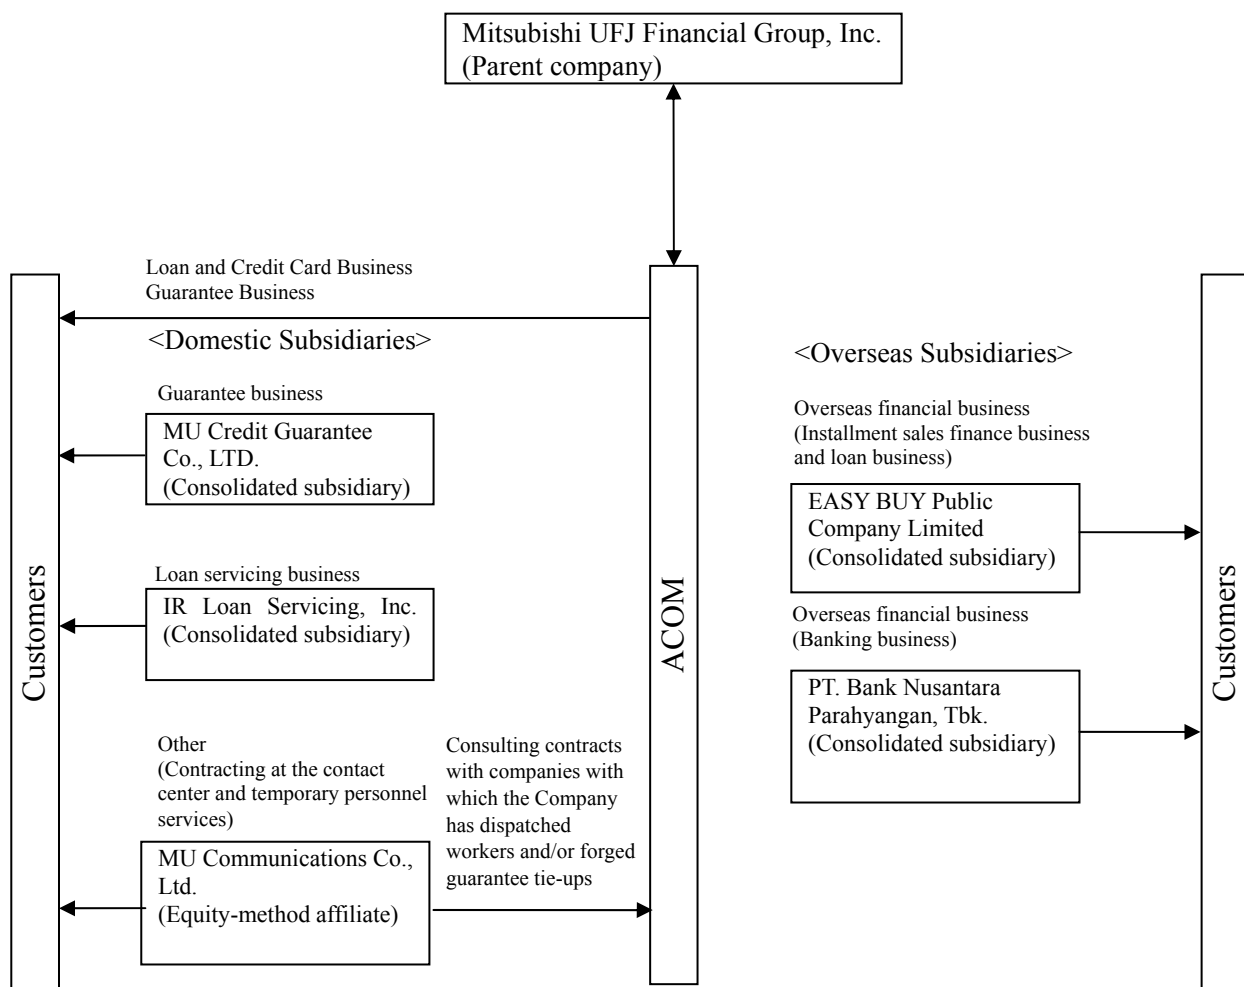 Mitsubishi UFJ Financial Group, Inc.
(Parent company)
Loan and Credit Card Business
Guarantee Business
<Domestic Subsidiaries>
Guarantee business
MU Credit Guarantee
Co., LTD.
(Consolidated subsidiary)
Loan servicing business
IR Loan Servicing, Inc.
(Consolidated subsidiary)
Other
(Contracting at the contact
center and temporary personnel
services)
MU Communications Co.,
Ltd.
(Equity-method affiliate)
Consulting contracts
with companies with
which the Company
has dispatched
workers and/or forged
guarantee tie-ups
Customers
ACOM
<Overseas Subsidiaries>
Overseas financial business
(Installment sales finance business
and loan business)
EASY BUY Public
Company Limited
(Consolidated subsidiary)
Overseas financial business
(Banking business)
PT. Bank Nusantara
Parahyangan, Tbk.
(Consolidated subsidiary)
Customers